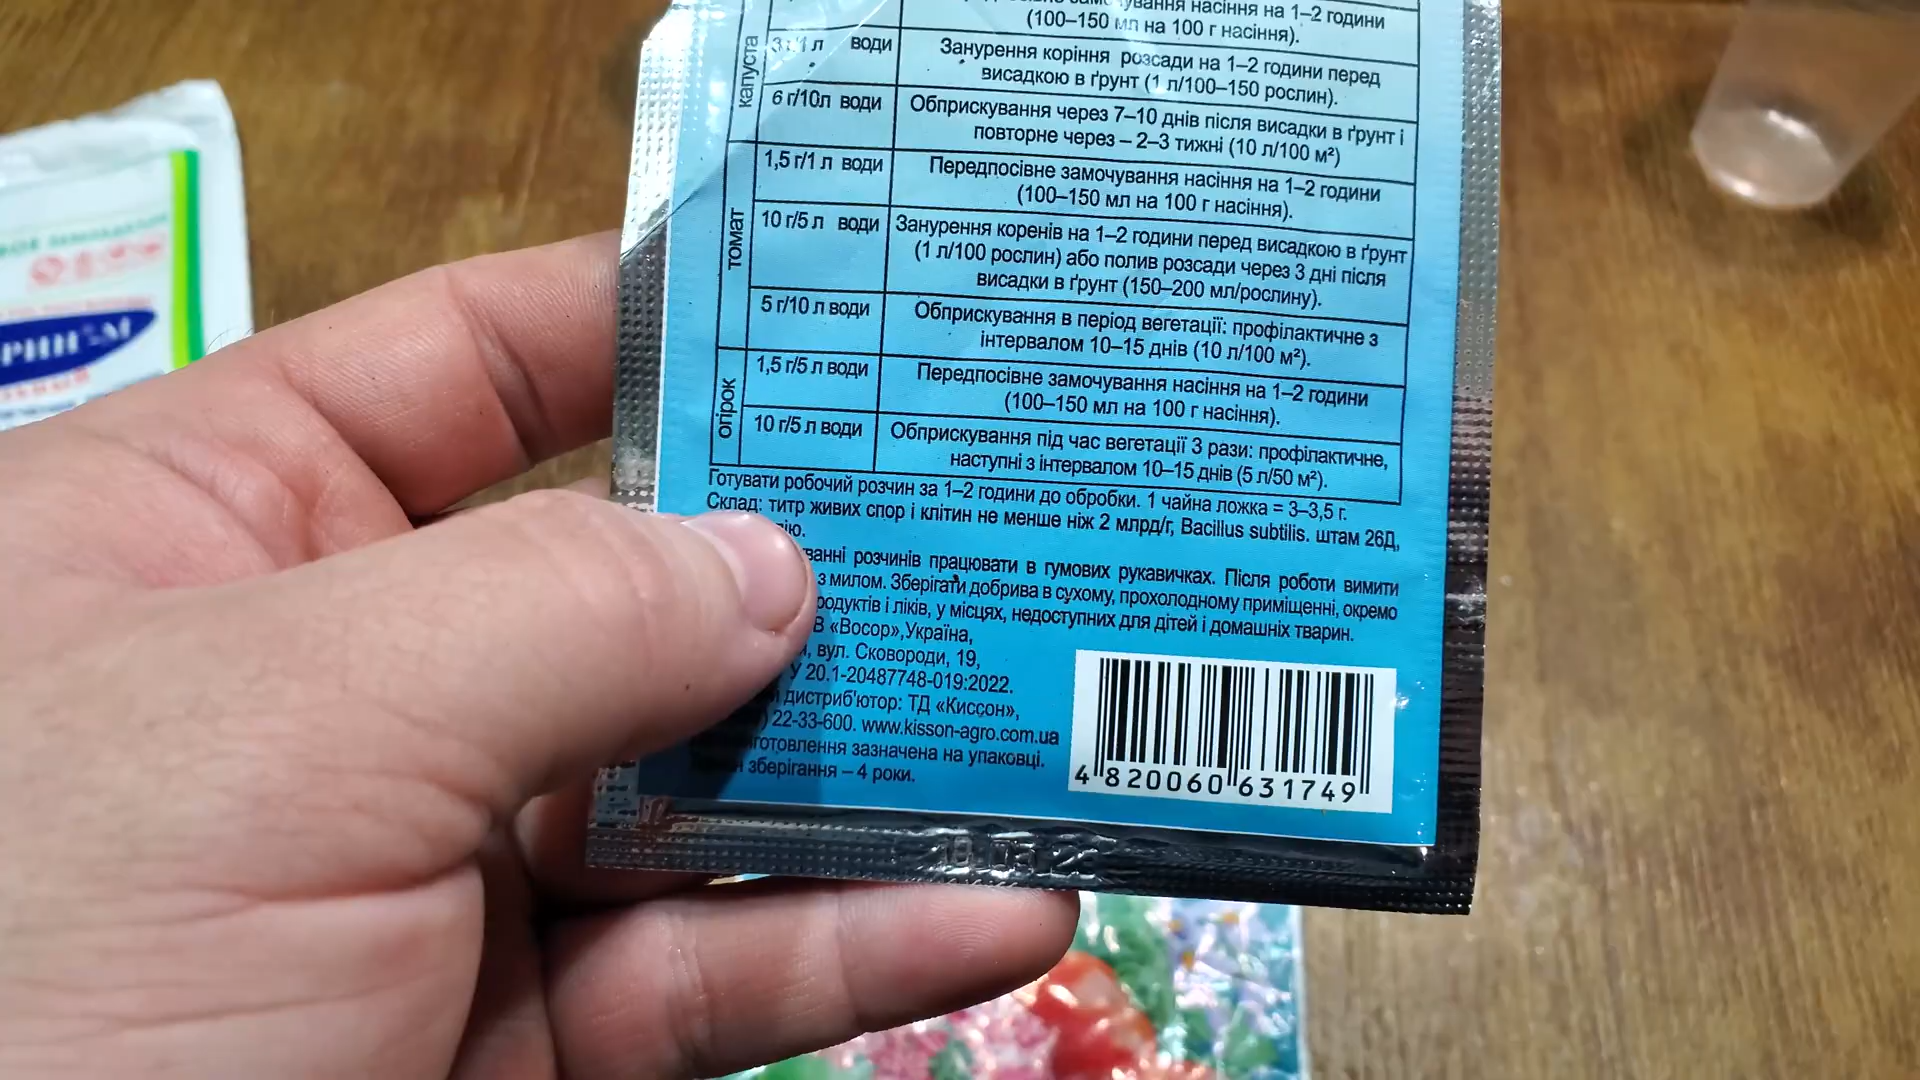 насіння на 1–2 години
(100–150 мл на 100 г насіння).
капуста
3 г/1 л води
Занурення коріння розсади на 1–2 години перед
висадкою в ґрунт (1 л/100–150 рослин).
6 г/10л води
Обприскування через 7–10 днів після висадки в ґрунт і
повторне через – 2–3 тижні (10 л/100 м²)
томат
1,5 г/1 л води
Передпосівне замочування насіння на 1–2 години
(100–150 мл на 100 г насіння).
10 г/5 л води
Занурення коренів на 1–2 години перед висадкою в ґрунт
(1 л/100 рослин) або полив розсади через 3 дні після
висадки в ґрунт (150–200 мл/рослину).
5 г/10 л води
Обприскування в період вегетації: профілактичне з
інтервалом 10–15 днів (10 л/100 м²).
огірок
1,5 г/5 л води
Передпосівне замочування насіння на 1–2 години
(100–150 мл на 100 г насіння).
10 г/5 л води
Обприскування під час вегетації 3 рази: профілактичне,
наступні з інтервалом 10–15 днів (5 л/50 м²).
Готувати робочий розчин за 1–2 години до обробки. 1 чайна ложка = 3–3,5 г.
Склад: титр живих спор і клітин не менше ніж 2 млрд/г, Bacillus subtilis. штам 26Д,
розчинів працювати в гумових рукавичках. Після роботи вимити
з милом. Зберігати добрива в сухому, прохолодному приміщенні, окремо
і ліків, у місцях, недоступних для дітей і домашніх тварин.
«Восор»,Україна,
вул. Сковороди, 19,
У 20.1-20487748-019:2022.
дистриб'ютор: ТД «Киссон»,
22-33-600. www.kisson-agro.com.ua
зазначена на упаковці.
зберігання – 4 роки.
4 820060 631749